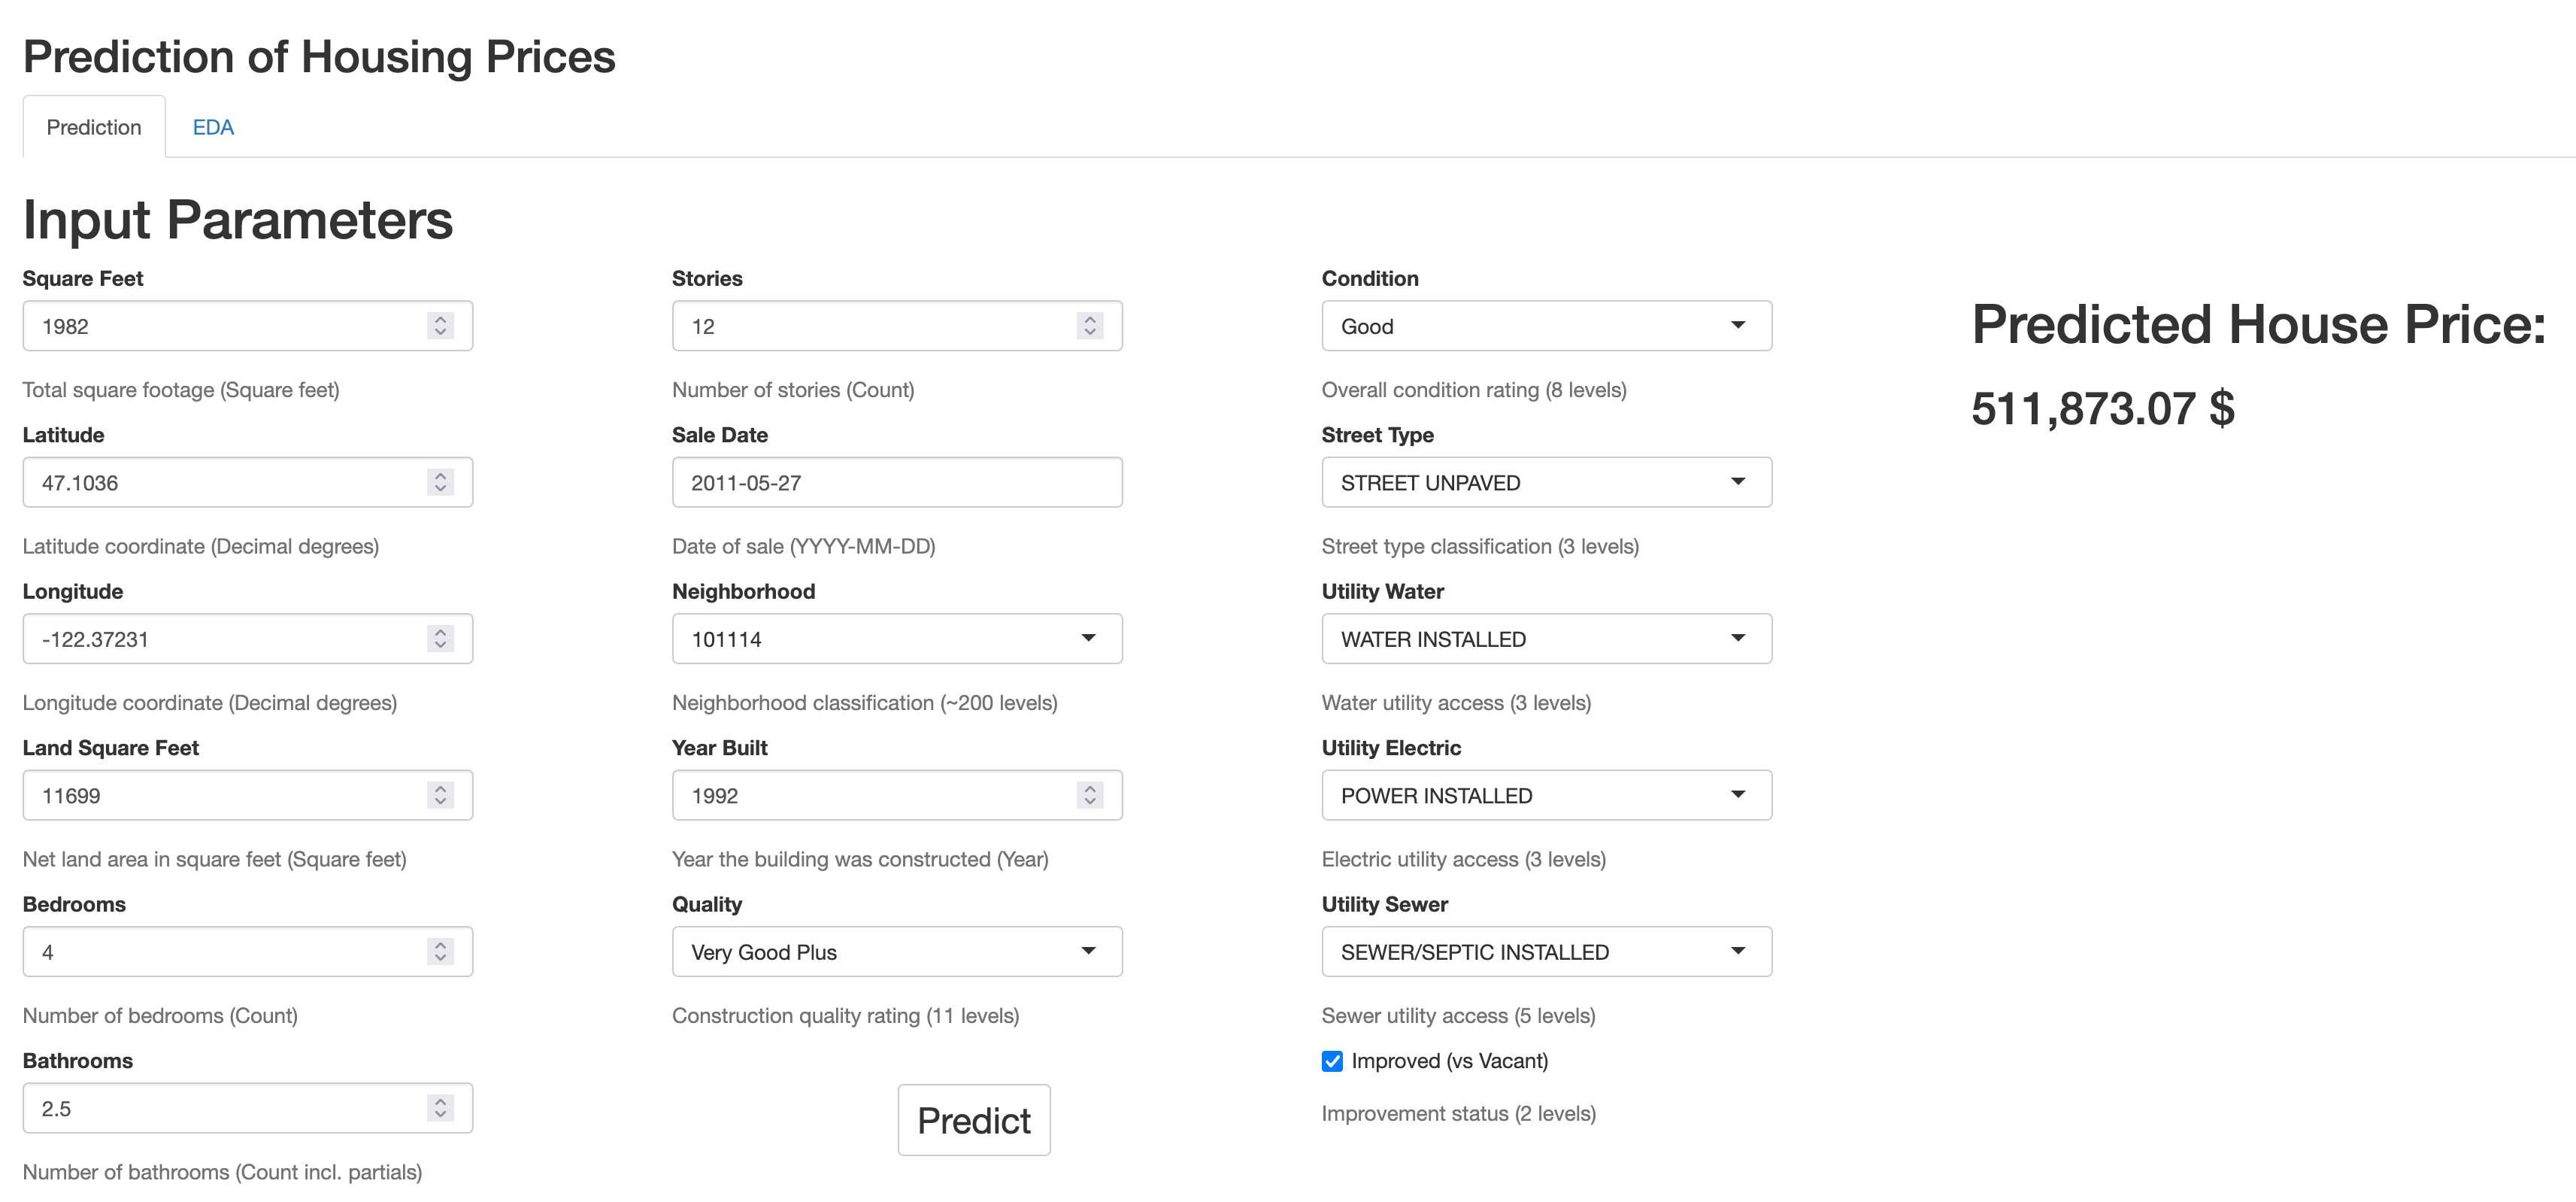 Prediction of Housing Prices
Prediction
EDA
Input Parameters
Square Feet
1982
Total square footage (Square feet)
Latitude
47.1036
Latitude coordinate (Decimal degrees)
Longitude
-122.37231
Longitude coordinate (Decimal degrees)
Land Square Feet
11699
Net land area in square feet (Square feet)
Bedrooms
4
Number of bedrooms (Count)
Bathrooms
2.5
Number of bathrooms (Count incl. partials)
Stories
12
Number of stories (Count)
Sale Date
2011-05-27
Date of sale (YYYY-MM-DD)
Neighborhood
101114
Neighborhood classification (~200 levels)
Year Built
1992
Year the building was constructed (Year)
Quality
Very Good Plus
Construction quality rating (11 levels)
Predict
Condition
Good
Overall condition rating (8 levels)
Street Type
STREET UNPAVED
Street type classification (3 levels)
Utility Water
WATER INSTALLED
Water utility access (3 levels)
Utility Electric
POWER INSTALLED
Electric utility access (3 levels)
Utility Sewer
SEWER/SEPTIC INSTALLED
Sewer utility access (5 levels)
Improved (vs Vacant)
Improvement status (2 levels)
Predicted House Price:
511,873.07 $